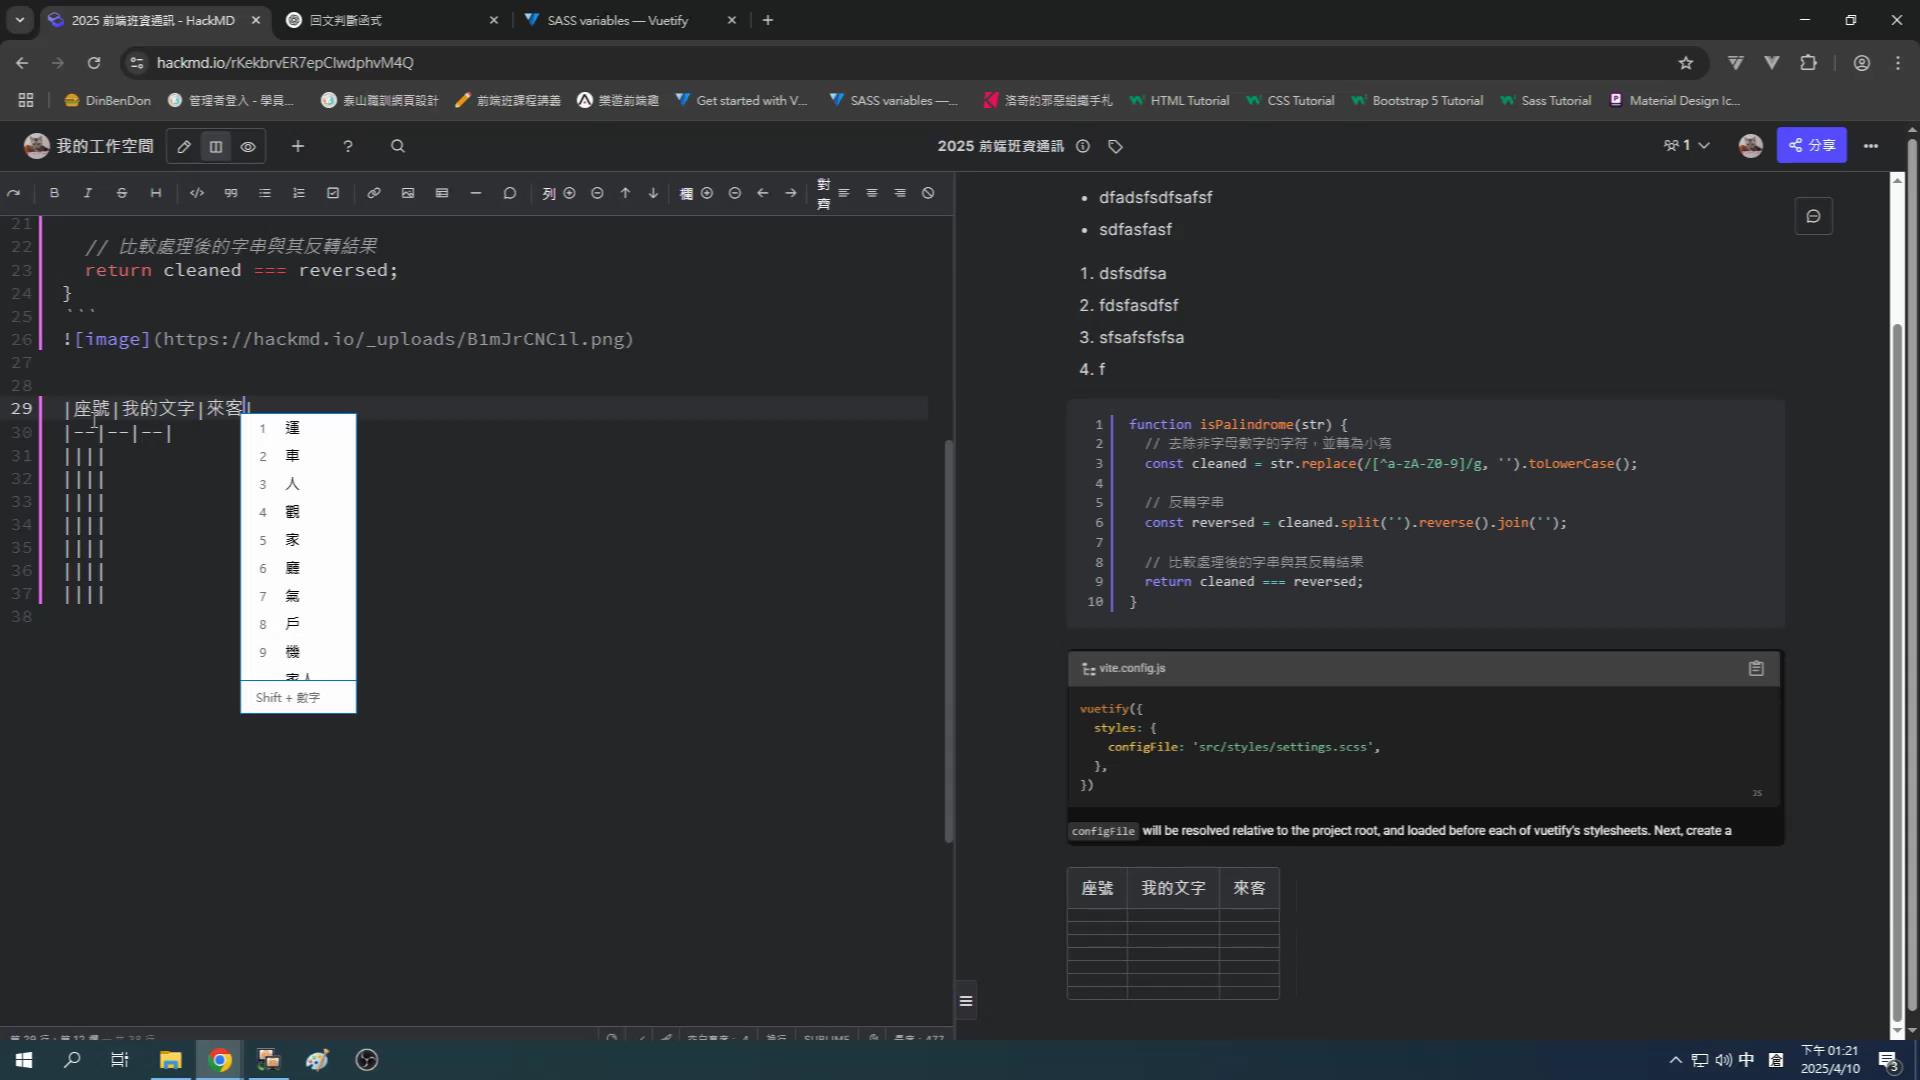 2025 前端班資通訊 - HackMD
回文判斷函式
SASS variables — Vuetify
hackmd.io/rKekbrvER7epClwdphvM4Q
DinBenDon
管理者登入 - 學員...
泰山職訓網頁設計
前端班課程講義
樂遊前端趣
Get started with V...
SASS variables —...
洛奇的邪惡組織手札
HTML Tutorial
CSS Tutorial
Bootstrap 5 Tutorial
Sass Tutorial
Material Design Ic...
我的工作空間
2025 前端班資通訊
1
分享
列
欄
對齊
21
22 // 比較處理後的字串與其反轉結果
23 return cleaned === reversed;
24 }
25 ```
26 ![image](https://hackmd.io/_uploads/B1mJrCNC1l.png)
27
28
29 |座號|我的文字|來客|
30 |--|--|--|
31 ||||
32 ||||
33 ||||
34 ||||
35 ||||
36 ||||
37 ||||
38
1 運
2 車
3 人
4 觀
5 家
6 廳
7 氣
8 戶
9 機
家人
Shift + 數字
• dfadsfsdfsafsf
• sdfasfasf
1. dsfsdfsa
2. fdsfasdfsf
3. sfsafsfsfsa
4. f
1 function isPalindrome(str) {
2 // 去除非字母數字的字符，並轉為小寫
3 const cleaned = str.replace(/[^a-zA-Z0-9]/g, '').toLowerCase();
4
5 // 反轉字串
6 const reversed = cleaned.split('').reverse().join('');
7
8 // 比較處理後的字串與其反轉結果
9 return cleaned === reversed;
10 }
vite.config.js
vuetify({
styles: {
configFile: 'src/styles/settings.scss',
},
})
JS
configFile will be resolved relative to the project root, and loaded before each of vuetify's stylesheets. Next, create a
座號 我的文字 來客
中
下午 01:21
2025/4/10
3